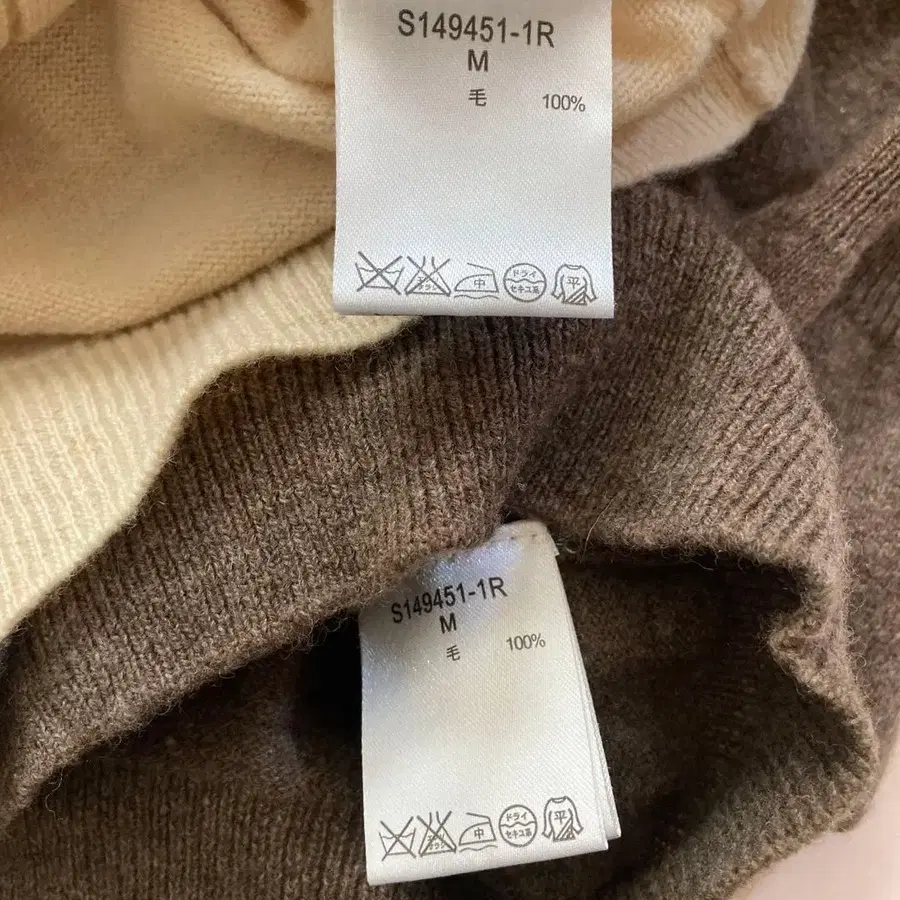 S149451-1R
M
毛 100%
中 ドライ セキユ系 平
S149451-1R
M
毛 100%
中 ドライ セキユ系 平